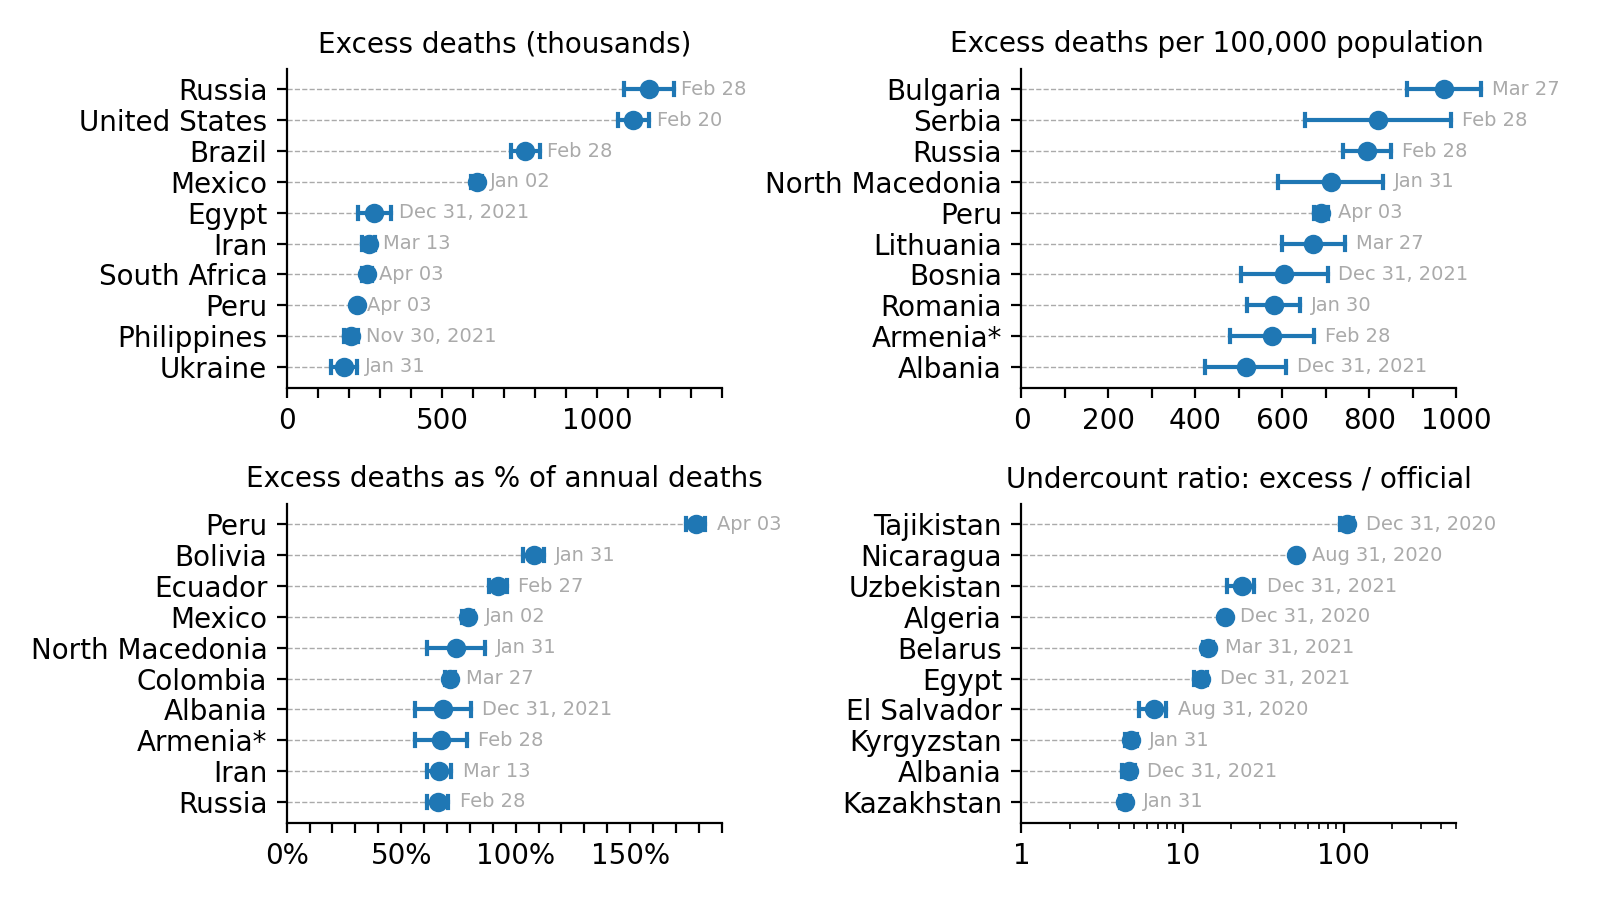 Excess deaths (thousands)
Russia Feb 28
United States Feb 20
Brazil Feb 28
Mexico Jan 02
Egypt Dec 31, 2021
Iran Mar 13
South Africa Apr 03
Peru Apr 03
Philippines Nov 30, 2021
Ukraine Jan 31
0 500 1000
Excess deaths per 100,000 population
Bulgaria Mar 27
Serbia Feb 28
Russia Feb 28
North Macedonia Jan 31
Peru Apr 03
Lithuania Mar 27
Bosnia Dec 31, 2021
Romania Jan 30
Armenia* Feb 28
Albania Dec 31, 2021
0 200 400 600 800 1000
Excess deaths as % of annual deaths
Peru Apr 03
Bolivia Jan 31
Ecuador Feb 27
Mexico Jan 02
North Macedonia Jan 31
Colombia Mar 27
Albania Dec 31, 2021
Armenia* Feb 28
Iran Mar 13
Russia Feb 28
0% 50% 100% 150%
Undercount ratio: excess / official
Tajikistan Dec 31, 2020
Nicaragua Aug 31, 2020
Uzbekistan Dec 31, 2021
Algeria Dec 31, 2020
Belarus Mar 31, 2021
Egypt Dec 31, 2021
El Salvador Aug 31, 2020
Kyrgyzstan Jan 31
Albania Dec 31, 2021
Kazakhstan Jan 31
1 10 100